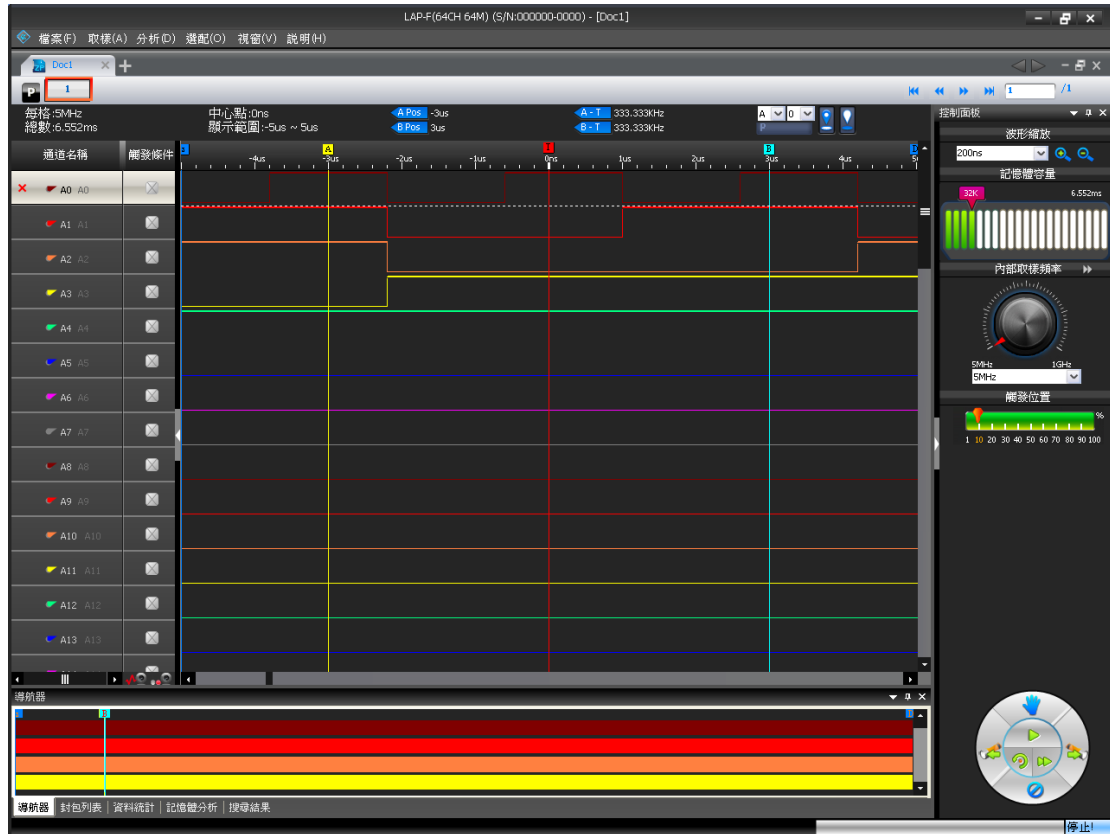 LAP-F(64CH 64M) (S/N:000000-0000) - [Doc1]
檔案(F) 取樣(A) 分析(D) 選配(O) 視窗(V) 說明(H)
Doc1
P 1
1 /1
每格:5MHz 中心點:0ns A Pos -3us A - T 333.333KHz A 0
總數:6.552ms 顯示範圍:-5us ~ 5us B Pos 3us B - T 333.333KHz P
通道名稱 觸發條件
-4us -3us -2us -1us 0ns 1us 2us 3us 4us
A T B D
A0 A0
A1 A1
A2 A2
A3 A3
A4 A4
A5 A5
A6 A6
A7 A7
A8 A8
A9 A9
A10 A10
A11 A11
A12 A12
A13 A13
控制面板
波形縮放
200ns
記憶體容量
32K 6.552ms
內部取樣頻率
5MHz 1GHz
5MHz
觸發位置
%
1 10 20 30 40 50 60 70 80 90 100
導航器
B D
導航器 封包列表 資料統計 記憶體分析 搜尋結果
停止!